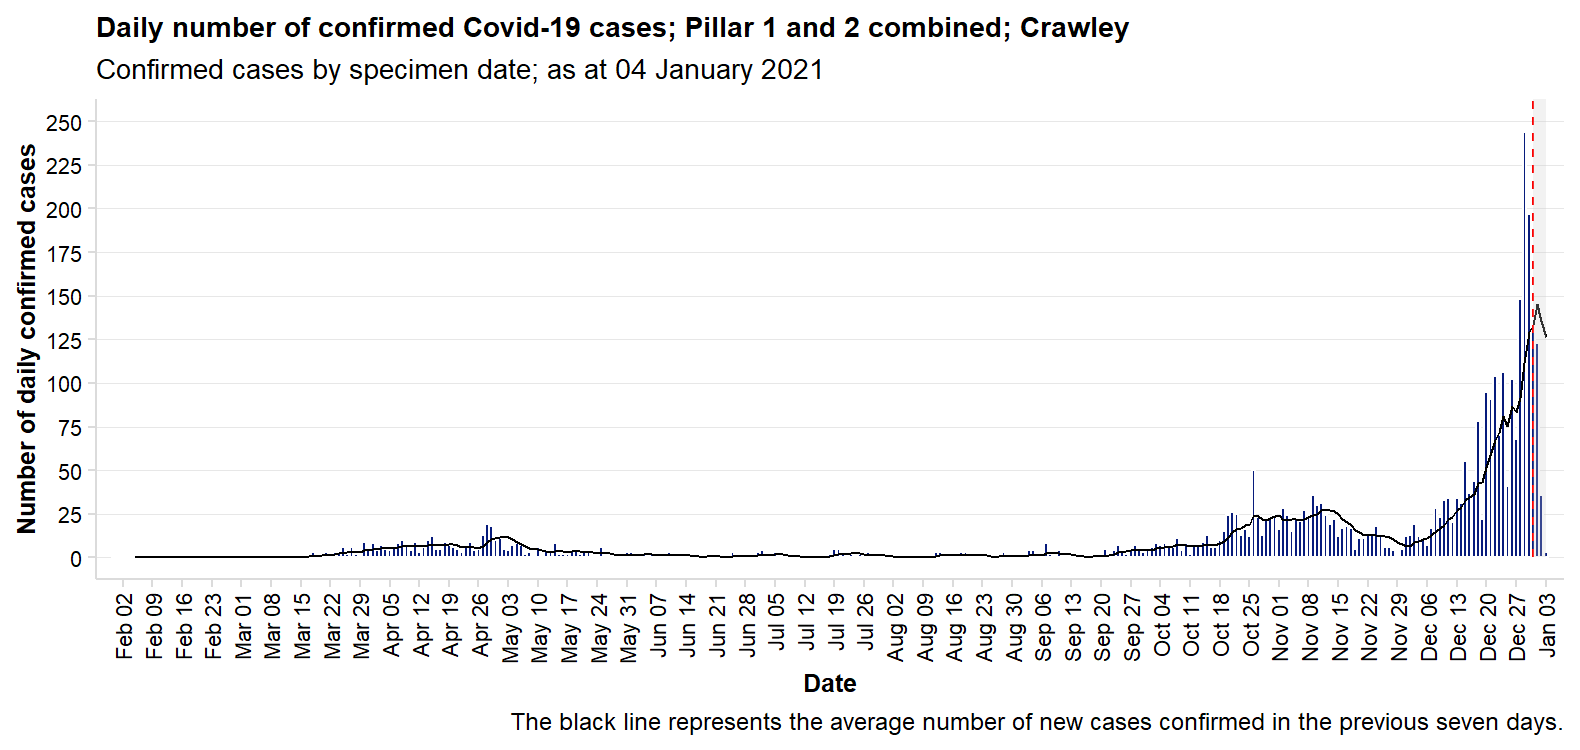 Daily number of confirmed Covid-19 cases; Pillar 1 and 2 combined; Crawley
Confirmed cases by specimen date; as at 04 January 2021
Number of daily confirmed cases
250
225
200
175
150
125
100
75
50
25
0
Feb 02
Feb 09
Feb 16
Feb 23
Mar 01
Mar 08
Mar 15
Mar 22
Mar 29
Apr 05
Apr 12
Apr 19
Apr 26
May 03
May 10
May 17
May 24
May 31
Jun 07
Jun 14
Jun 21
Jun 28
Jul 05
Jul 12
Jul 19
Jul 26
Aug 02
Aug 09
Aug 16
Aug 23
Aug 30
Sep 06
Sep 13
Sep 20
Sep 27
Oct 04
Oct 11
Oct 18
Oct 25
Nov 01
Nov 08
Nov 15
Nov 22
Nov 29
Dec 06
Dec 13
Dec 20
Dec 27
Jan 03
Date
The black line represents the average number of new cases confirmed in the previous seven days.